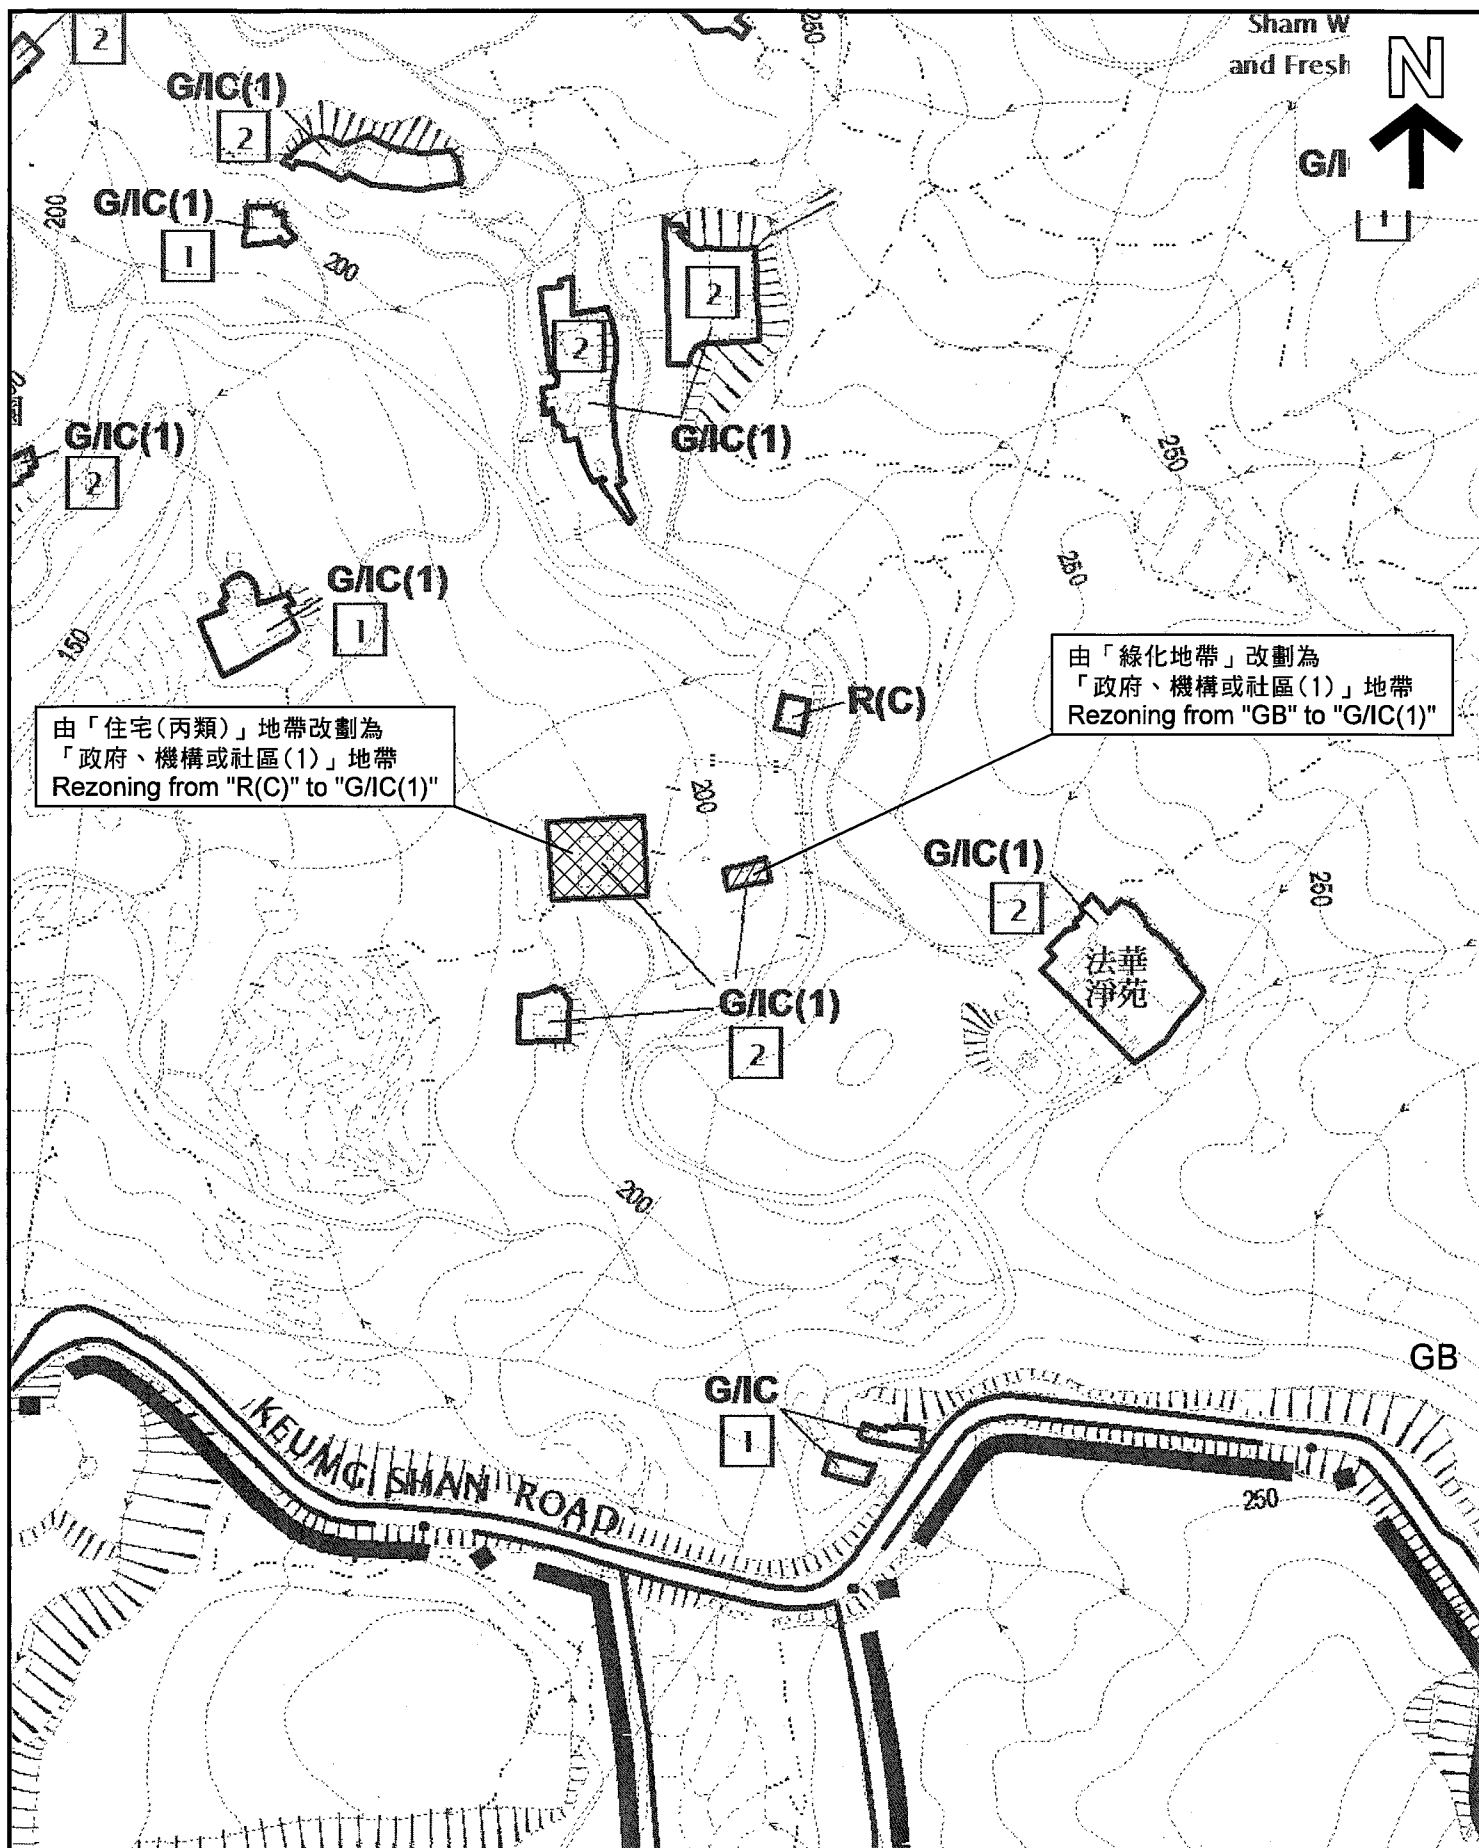 2
250
Sham W
and Fresh
N
G/IC(1)
2
G/I
1
G/IC(1)
1
200
200
2
2
G/IC(1)
園
G/IC(1)
2
250
250
G/IC(1)
1
150
由「綠化地帶」改劃為
「政府、機構或社區(1)」地帶
Rezoning from "GB" to "G/IC(1)"
R(C)
由「住宅(丙類)」地帶改劃為
「政府、機構或社區(1)」地帶
Rezoning from "R(C)" to "G/IC(1)"
200
G/IC(1)
2
250
法華
淨苑
G/IC(1)
2
200
GB
G/IC
1
KEUNG SHAN ROAD
250